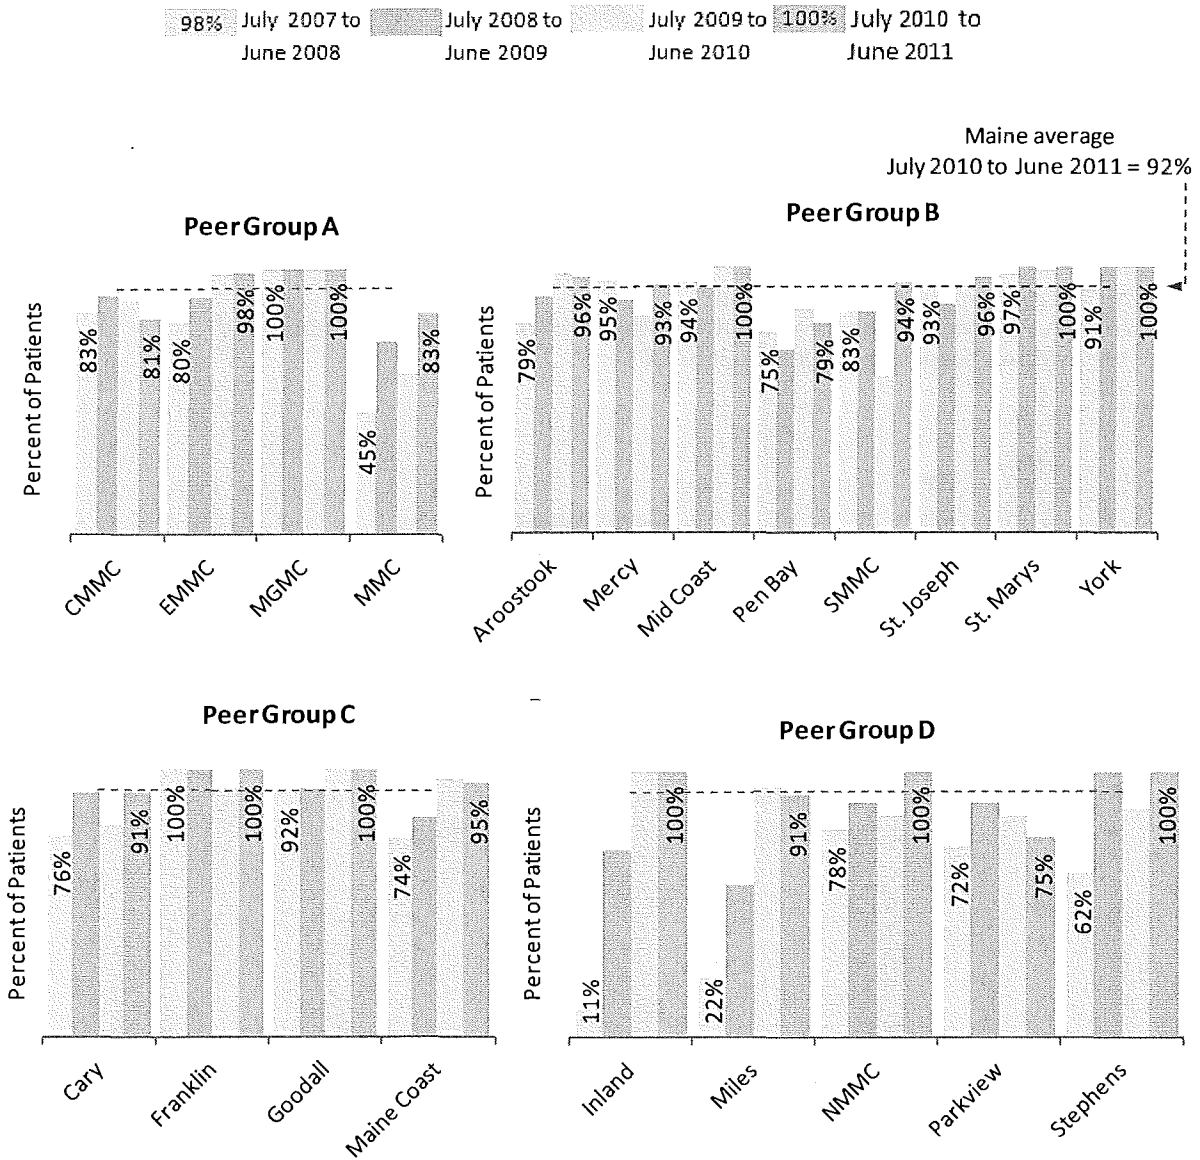 98% July 2007 to July 2008 to July 2009 to 100% July 2010 to
June 2008 June 2009 June 2010 June 2011
Maine average
July 2010 to June 2011 = 92%
Peer Group A
Percent of Patients
83% 81% 80% 98% 100% 100% 45% 83%
CMMC EMMC MGMC MMC
Peer Group B
Percent of Patients
79% 96% 95% 93% 94% 100% 75% 79% 83% 94% 93% 96% 97% 100% 91% 100%
Aroostook Mercy Mid Coast Pen Bay SMMC St. Joseph St. Marys York
Peer Group C
Percent of Patients
76% 91% 100% 100% 92% 100% 74% 95%
Cary Franklin Goodall Maine Coast
Peer Group D
Percent of Patients
11% 100% 22% 91% 78% 100% 72% 75% 62% 100%
Inland Miles NMMC Parkview Stephens